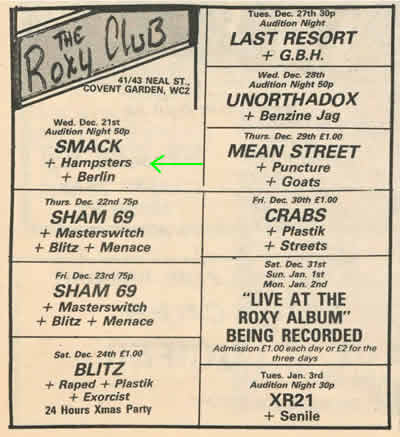 THE
Roxy CLUB
41/43 NEAL ST.,
COVENT GARDEN, WC2
Wed. Dec. 21st
Audition Night 50p
SMACK
+ Hampsters
+ Berlin
Thurs. Dec. 22nd 75p
SHAM 69
+ Masterswitch
+ Blitz + Menace
Fri. Dec. 23rd 75p
SHAM 69
+ Masterswitch
+ Blitz + Menace
Sat. Dec. 24th £1.00
BLITZ
+ Raped + Plastik
+ Exorcist
24 Hours Xmas Party
Tues. Dec. 27th 30p
Audition Night
LAST RESORT
+ G.B.H.
Wed. Dec. 28th
Audition Night 50p
UNORTHADOX
+ Benzine Jag
Thurs. Dec. 29th £1.00
MEAN STREET
+ Puncture
+ Goats
Fri. Dec. 30th £1.00
CRABS
+ Plastik
+ Streets
Sat. Dec. 31st
Sun. Jan. 1st
Mon. Jan. 2nd
"LIVE AT THE
ROXY ALBUM"
BEING RECORDED
Admission £1.00 each day or £2 for the
three days
Tues. Jan. 3rd
Audition Night 30p
XR21
+ Senile